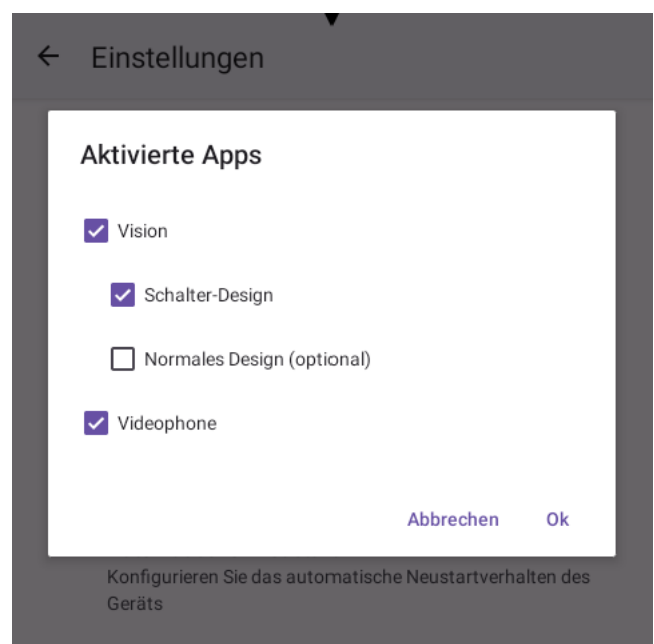 Einstellungen
Aktivierte Apps
Vision
Schalter-Design
Normales Design (optional)
Videophone
Abbrechen Ok
Konfigurieren Sie das automatische Neustartverhalten des
Geräts